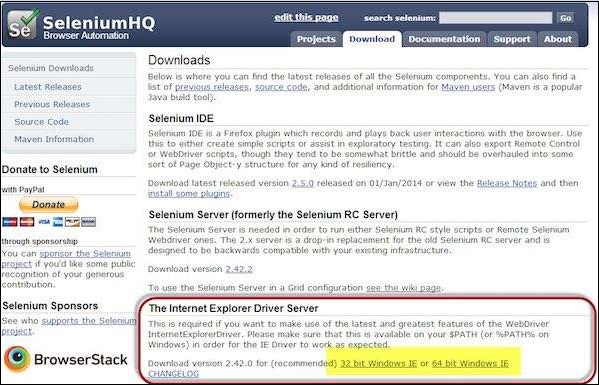 Se SeleniumHQ
Browser Automation
edit this page
search selenium:
Go
Projects
Download
Documentation
Support
About
Selenium Downloads
Latest Releases
Previous Releases
Source Code
Maven Information
Donate to Selenium
with PayPal
Donate
through sponsorship
You can sponsor the Selenium
project if you'd like some public
recognition of your generous
contribution.
Selenium Sponsors
See who supports the Selenium
project.
BrowserStack
Downloads
Below is where you can find the latest releases of all the Selenium components. You can also find a
list of previous releases, source code, and additional information for Maven users (Maven is a popular
Java build tool).
Selenium IDE
Selenium IDE is a Firefox plugin which records and plays back user interactions with the browser. Use
this to either create simple scripts or assist in exploratory testing. It can also export Remote Control
or WebDriver scripts, though they tend to be somewhat brittle and should be overhauled into some
sort of Page Object-y structure for any kind of resiliency.
Download latest released version 2.5.0 released on 01/Jan/2014 or view the Release Notes and then
install some plugins.
Selenium Server (formerly the Selenium RC Server)
The Selenium Server is needed in order to run either Selenium RC style scripts or Remote Selenium
Webdriver ones. The 2.x server is a drop-in replacement for the old Selenium RC server and is
designed to be backwards compatible with your existing infrastructure.
Download version 2.42.2
To use the Selenium Server in a Grid configuration see the wiki page.
The Internet Explorer Driver Server
This is required if you want to make use of the latest and greatest features of the WebDriver
InternetExplorerDriver. Please make sure that this is available on your $PATH (or %PATH% on
Windows) in order for the IE Driver to work as expected.
Download version 2.42.0 for (recommended) 32 bit Windows IE or 64 bit Windows IE
CHANGELOG